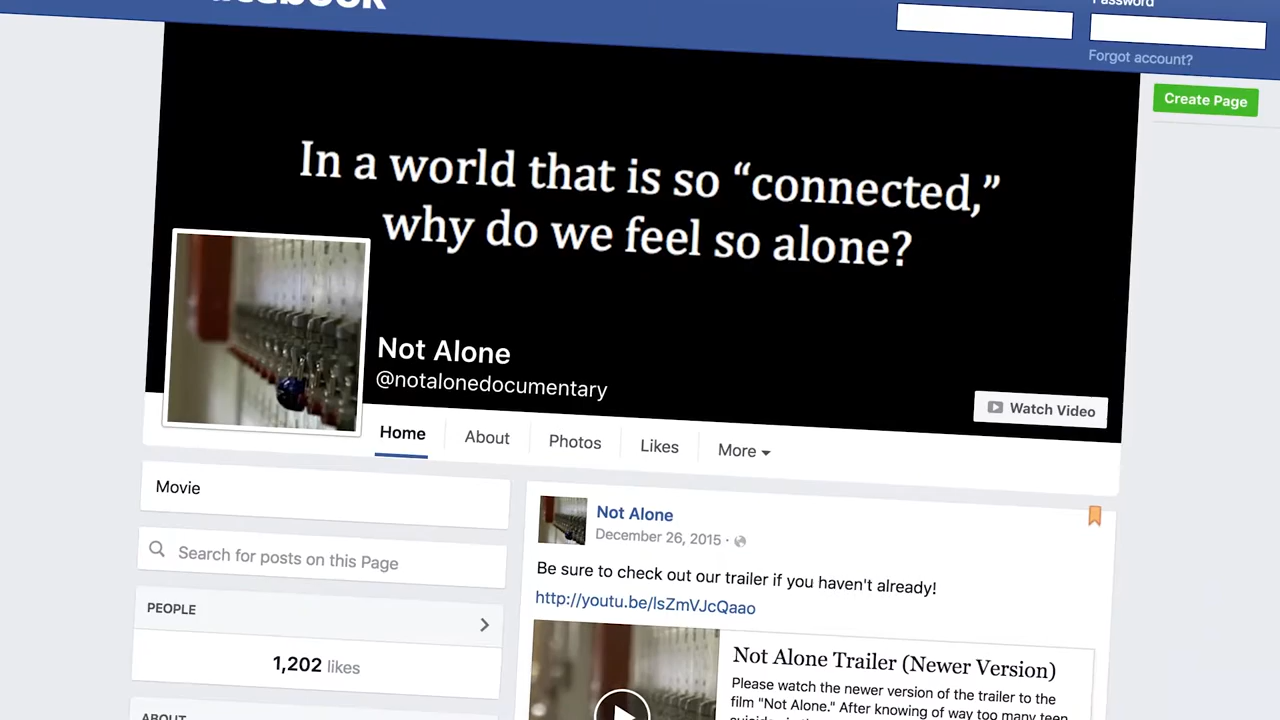 Password
Forgot account?
Create Page
In a world that is so “connected,”
why do we feel so alone?
Not Alone
@notalonedocumentary
Watch Video
Home
About
Photos
Likes
More
Movie
Search for posts on this Page
PEOPLE
1,202 likes
ABOUT
Not Alone
December 26, 2015 ·
Be sure to check out our trailer if you haven't already!
http://youtu.be/lsZmVJcQaao
Not Alone Trailer (Newer Version)
Please watch the newer version of the trailer to the
film "Not Alone." After knowing of way too many teen